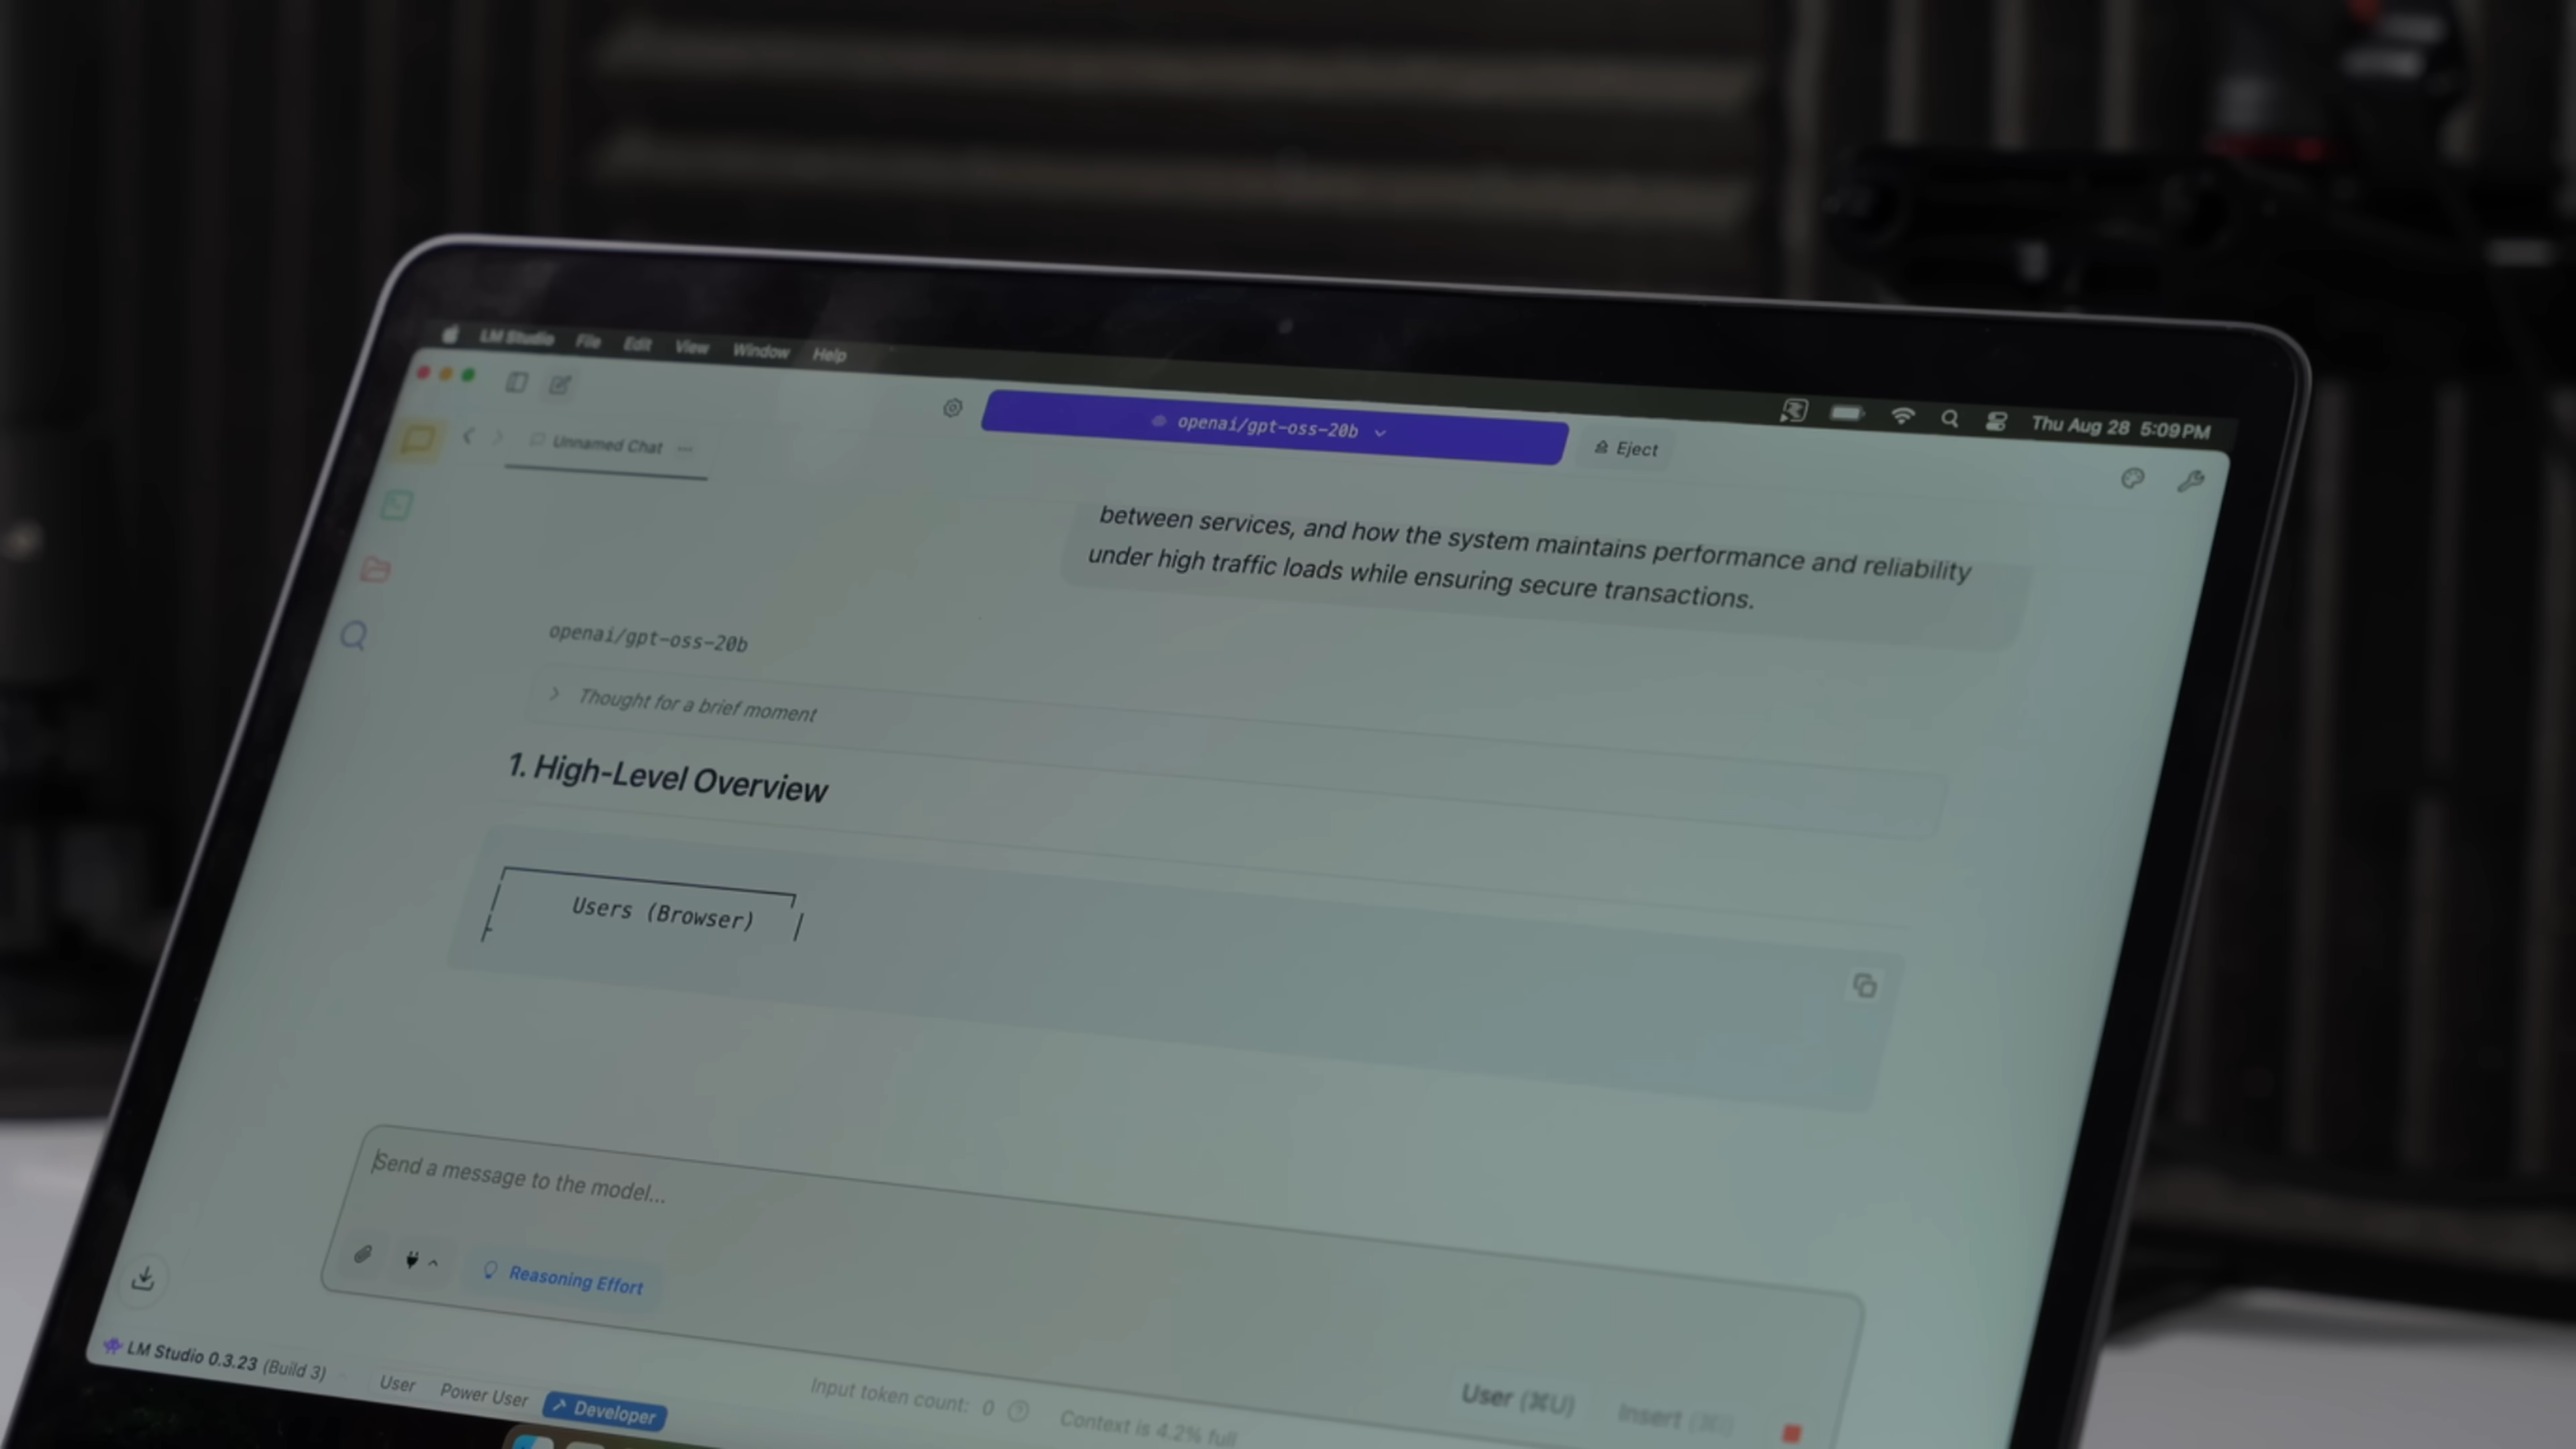 LM Studio File Edit View Window Help
Thu Aug 28 5:09 PM
openai/gpt-oss-20b
Eject
Unnamed Chat ...
between services, and how the system maintains performance and reliability
under high traffic loads while ensuring secure transactions.
openai/gpt-oss-20b
Thought for a brief moment
1. High-Level Overview
Users (Browser)
Send a message to the model...
Reasoning Effort
User (⌘U) Insert (⌘I)
LM Studio 0.3.23 (Build 3) User Power User Developer
Input token count: 0 Context is 4.2% full